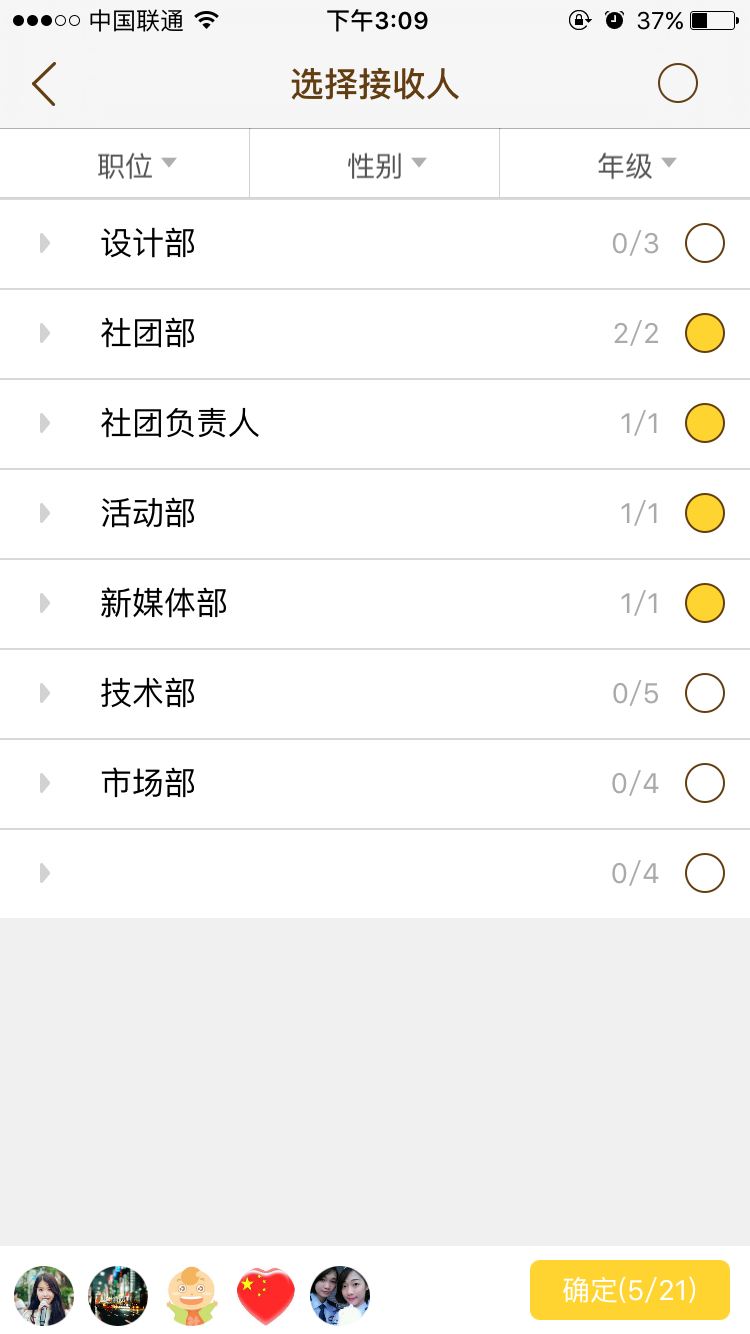 中国联通 下午3:09 37%
选择接收人
职位 性别 年级
设计部 0/3
社团部 2/2
社团负责人 1/1
活动部 1/1
新媒体部 1/1
技术部 0/5
市场部 0/4
0/4
确定(5/21)